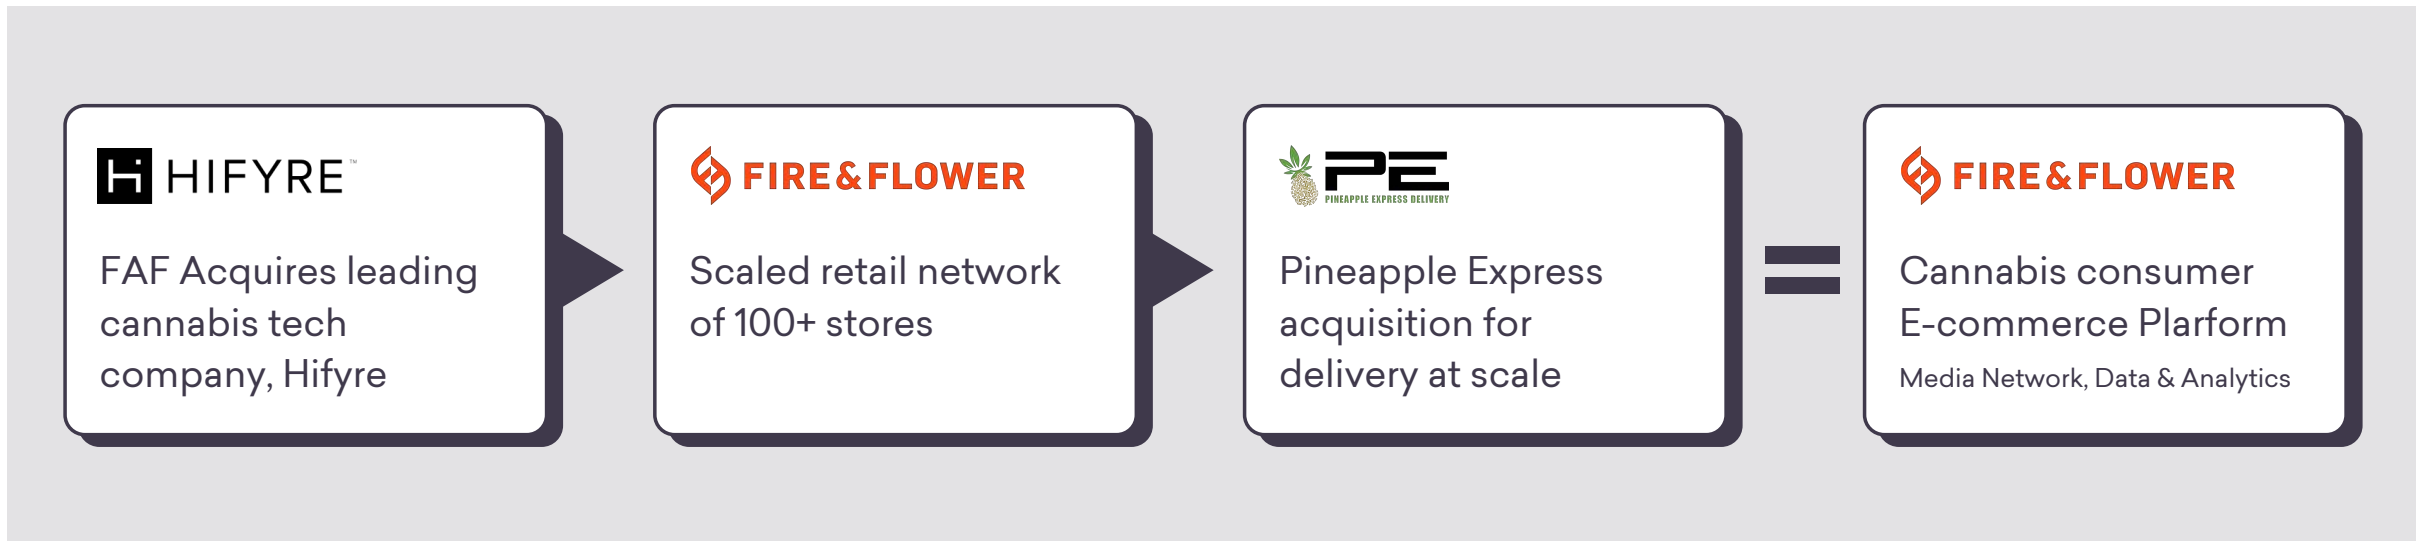 HIFYRE™
FAF Acquires leading
cannabis tech
company, Hifyre
FIRE & FLOWER
Scaled retail network
of 100+ stores
PE
PINEAPPLE EXPRESS DELIVERY
Pineapple Express
acquisition for
delivery at scale
FIRE & FLOWER
Cannabis consumer
E-commerce Plarform
Media Network, Data & Analytics